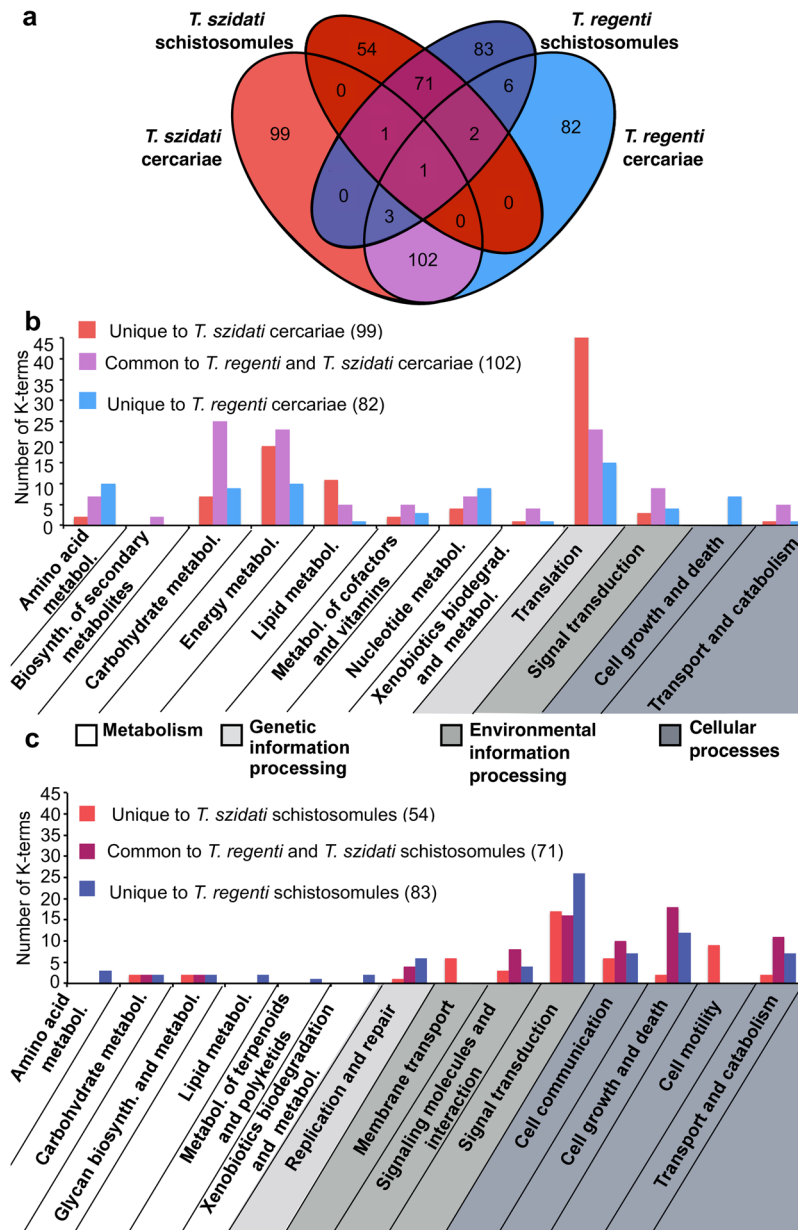 a
T. szidati
schistosomules
T. regenti
schistosomules
54
83
71
0
6
T. szidati
cercariae
99
1
2
82
T. regenti
cercariae
1
0
3
0
0
102
b
Number of K-terms
45
40
35
30
25
20
15
10
5
0
Unique to T. szidati cercariae (99)
Common to T. regenti and T. szidati cercariae (102)
Unique to T. regenti cercariae (82)
Amino acid
metabol.
Biosynth. of secondary
metabolites
Carbohydrate metabol.
Energy metabol.
Lipid metabol.
Metabol. of cofactors
and vitamins
Nucleotide metabol.
Xenobiotics biodegrad.
and metabol.
Translation
Signal transduction
Cell growth and death
Transport and catabolism
Metabolism
Genetic
information
processing
Environmental
information
processing
Cellular
processes
c
Number of K-terms
45
40
35
30
25
20
15
10
5
0
Unique to T. szidati schistosomules (54)
Common to T. regenti and T. szidati schistosomules (71)
Unique to T. regenti schistosomules (83)
Amino acid
metabol.
Carbohydrate metabol.
Glycan biosynth. and metabol.
Lipid metabol.
Metabol. of terpenoids
and polyketids
Xenobiotics biodegradation
and metabol.
Replication and repair
Membrane transport
Signaling molecules and
interaction
Signal transduction
Cell communication
Cell growth and death
Cell motility
Transport and catabolism